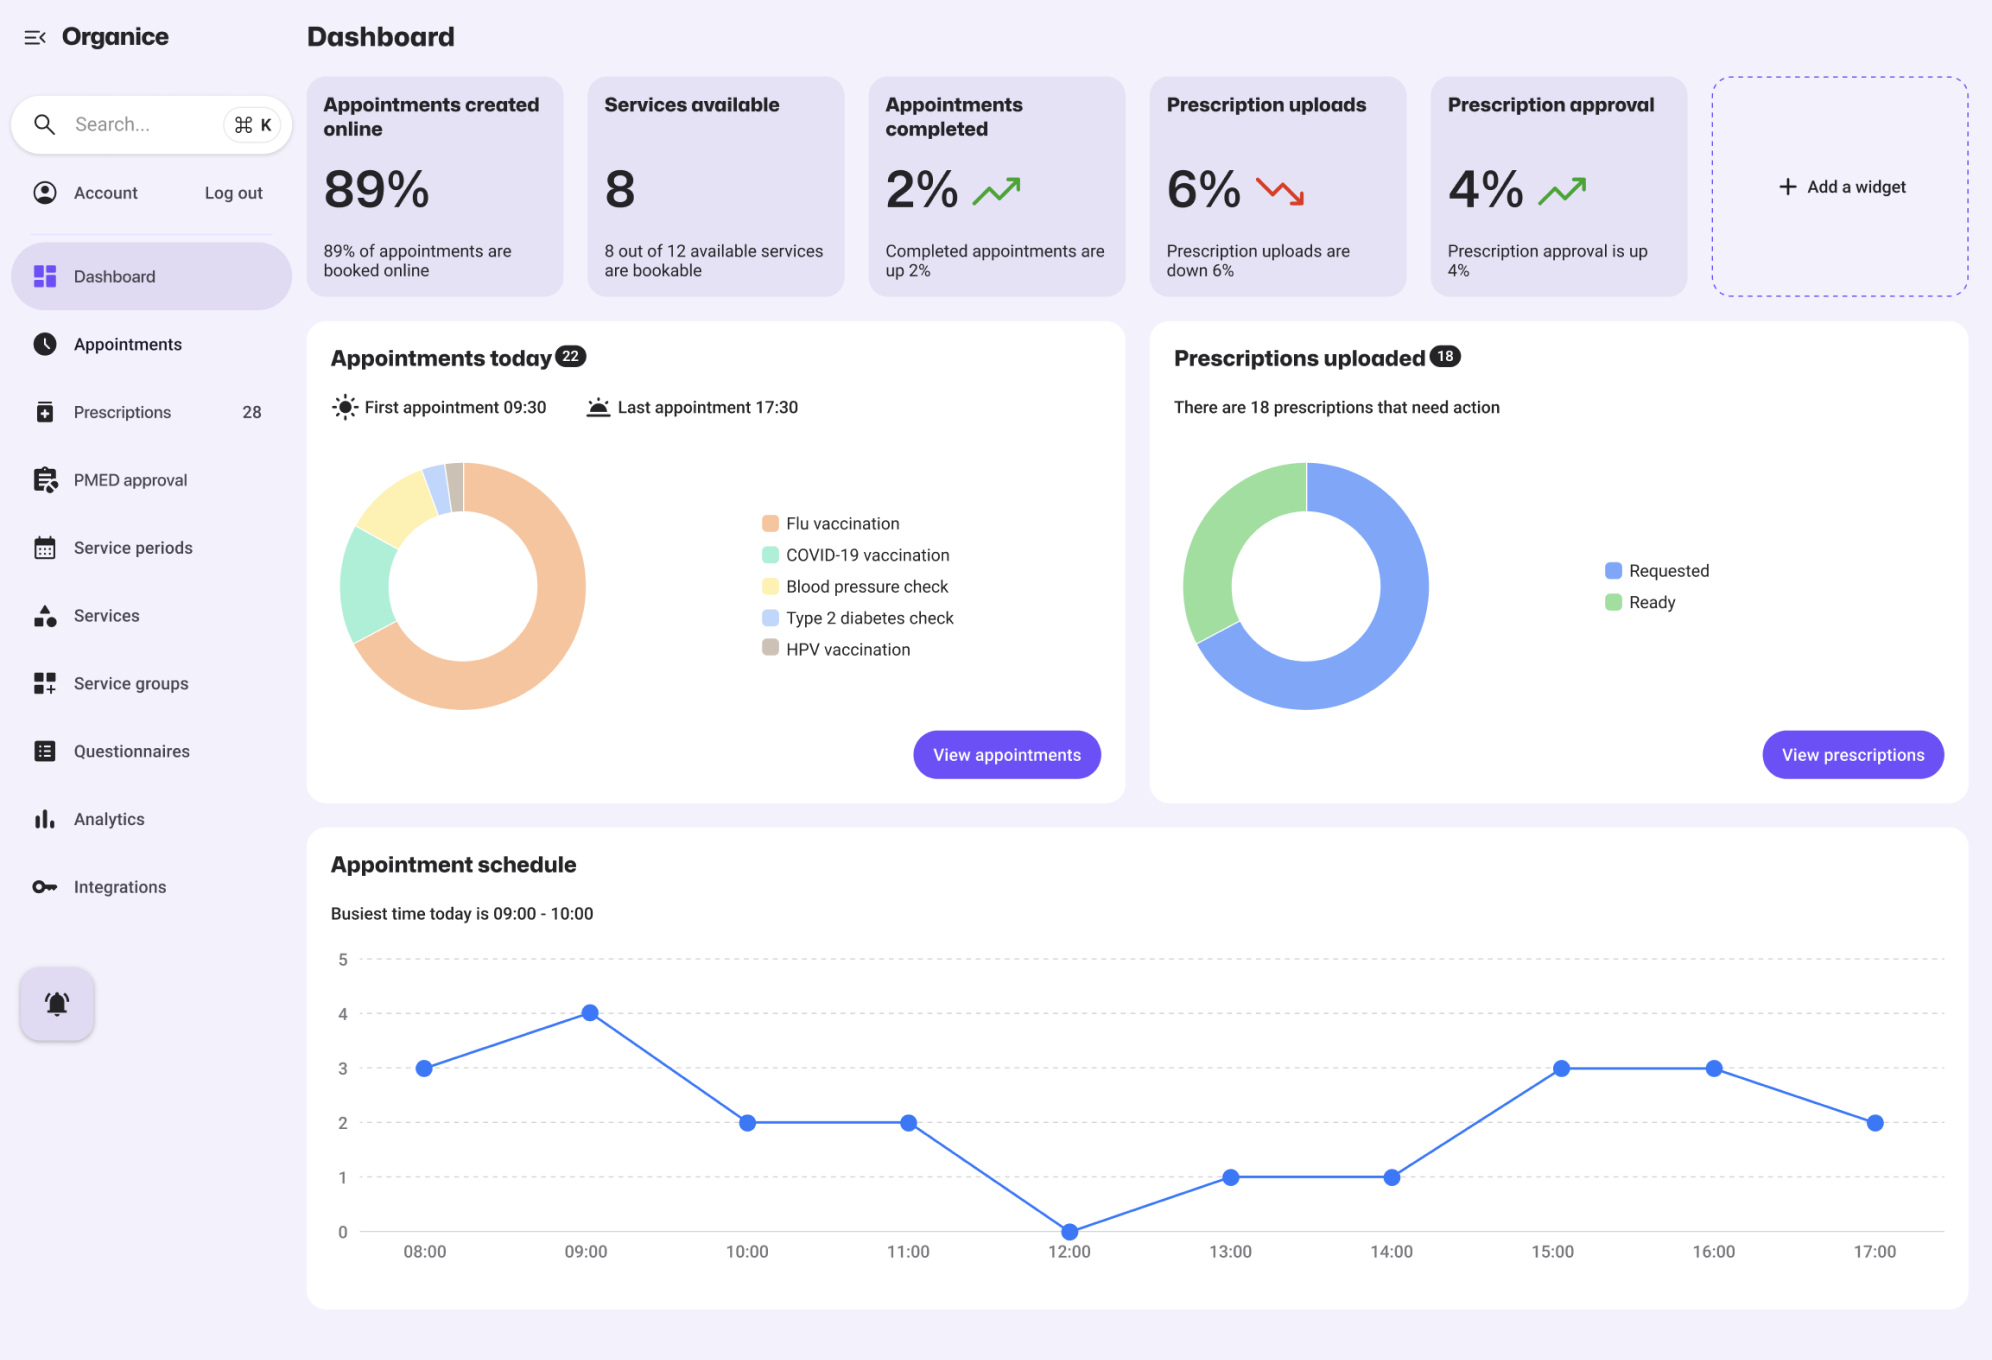 Organice
Search...
⌘ K
Account
Log out
Dashboard
Appointments
Prescriptions 28
PMED approval
Service periods
Services
Service groups
Questionnaires
Analytics
Integrations
Dashboard
Appointments created
online
89%
89% of appointments are
booked online
Services available
8
8 out of 12 available services
are bookable
Appointments
completed
2%
Completed appointments are
up 2%
Prescription uploads
6%
Prescription uploads are
down 6%
Prescription approval
4%
Prescription approval is up
4%
+ Add a widget
Appointments today 22
First appointment 09:30
Last appointment 17:30
Flu vaccination
COVID-19 vaccination
Blood pressure check
Type 2 diabetes check
HPV vaccination
View appointments
Prescriptions uploaded 18
There are 18 prescriptions that need action
Requested
Ready
View prescriptions
Appointment schedule
Busiest time today is 09:00 - 10:00
5
4
3
2
1
0
08:00 09:00 10:00 11:00 12:00 13:00 14:00 15:00 16:00 17:00